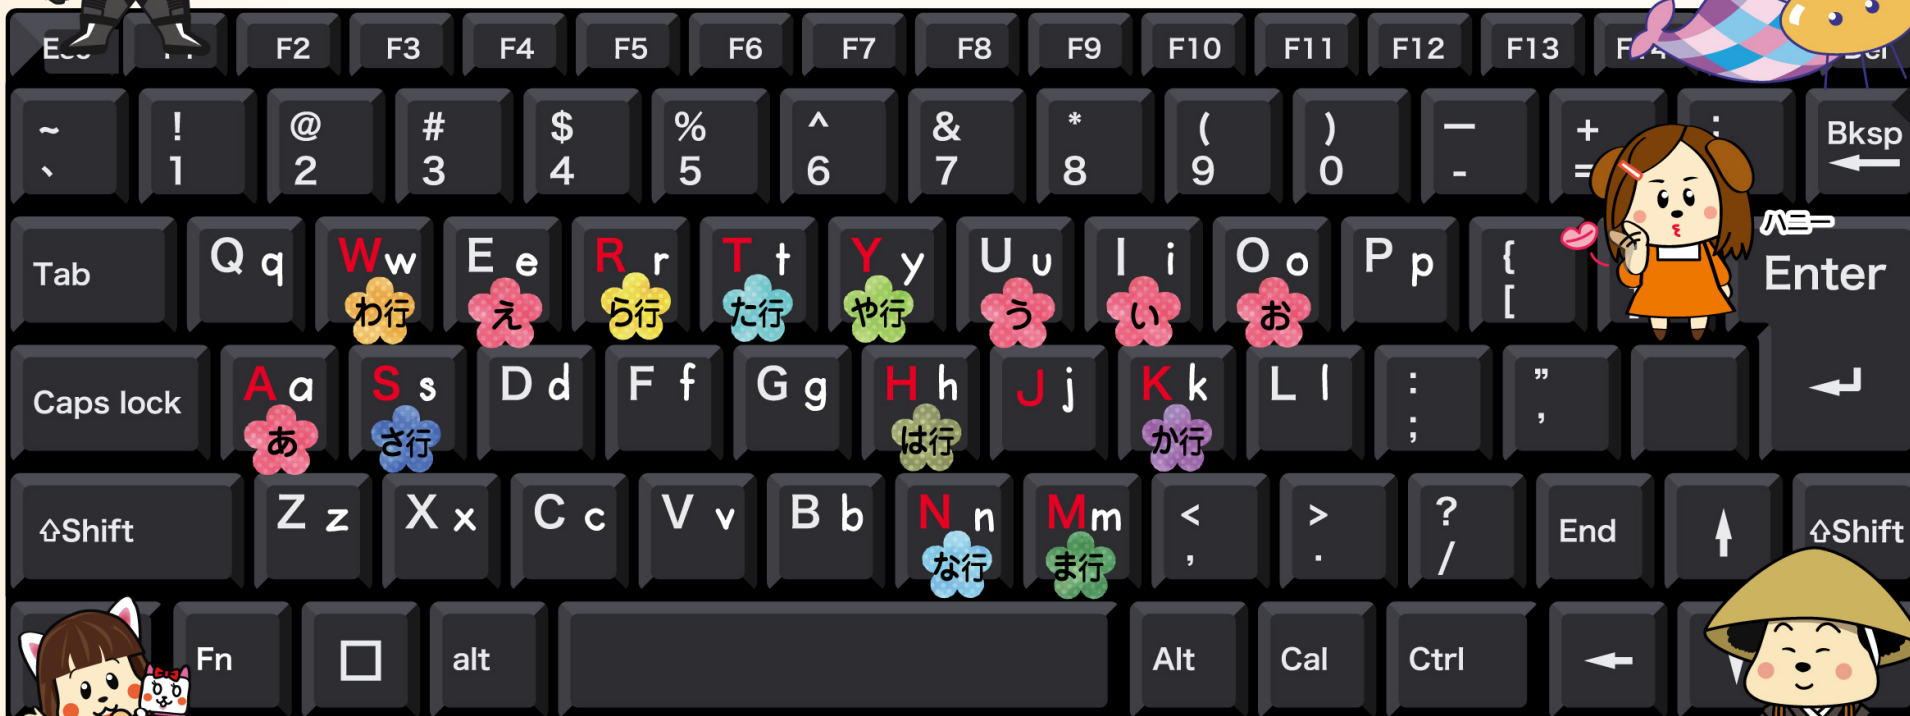 F2 F3 F4 F5 F6 F7 F8 F9 F10 F11 F12 F13
~ ! @ # $ % ^ & * ( ) — + : Bksp
、 1 2 3 4 5 6 7 8 9 0 - = ←
ハニー
Tab Q q W w E e R r T t Y y U u I i O o P p { [ Enter
わ行 え ら行 た行 や行 う い お
Caps lock A a S s D d F f G g H h J j K k L l : ; ” ’ ↵
あ さ行 は行 か行
⇧Shift Z z X x C c V v B b N n M m < , > . ? / End ↑ ⇧Shift
な行 ま行
Fn □ alt Alt Cal Ctrl ←